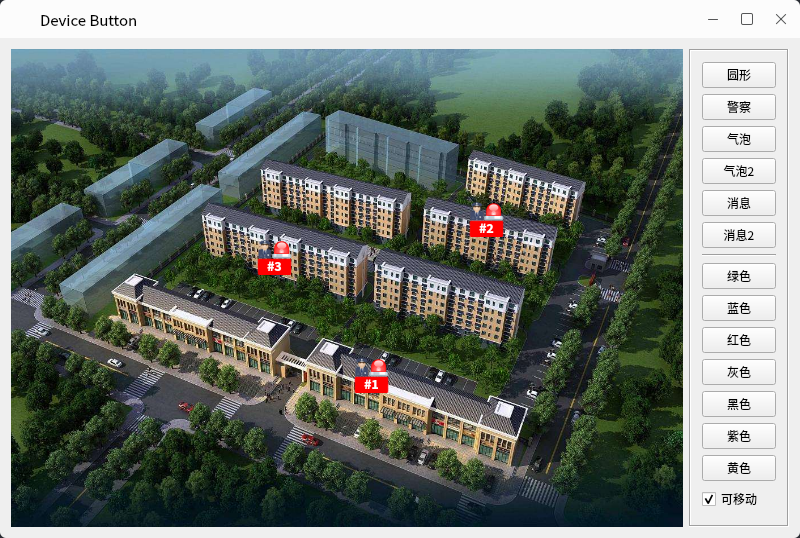 Device Button
圆形
警察
气泡
气泡2
消息
消息2
绿色
蓝色
红色
灰色
黑色
紫色
黄色
可移动
#2
#3
#1